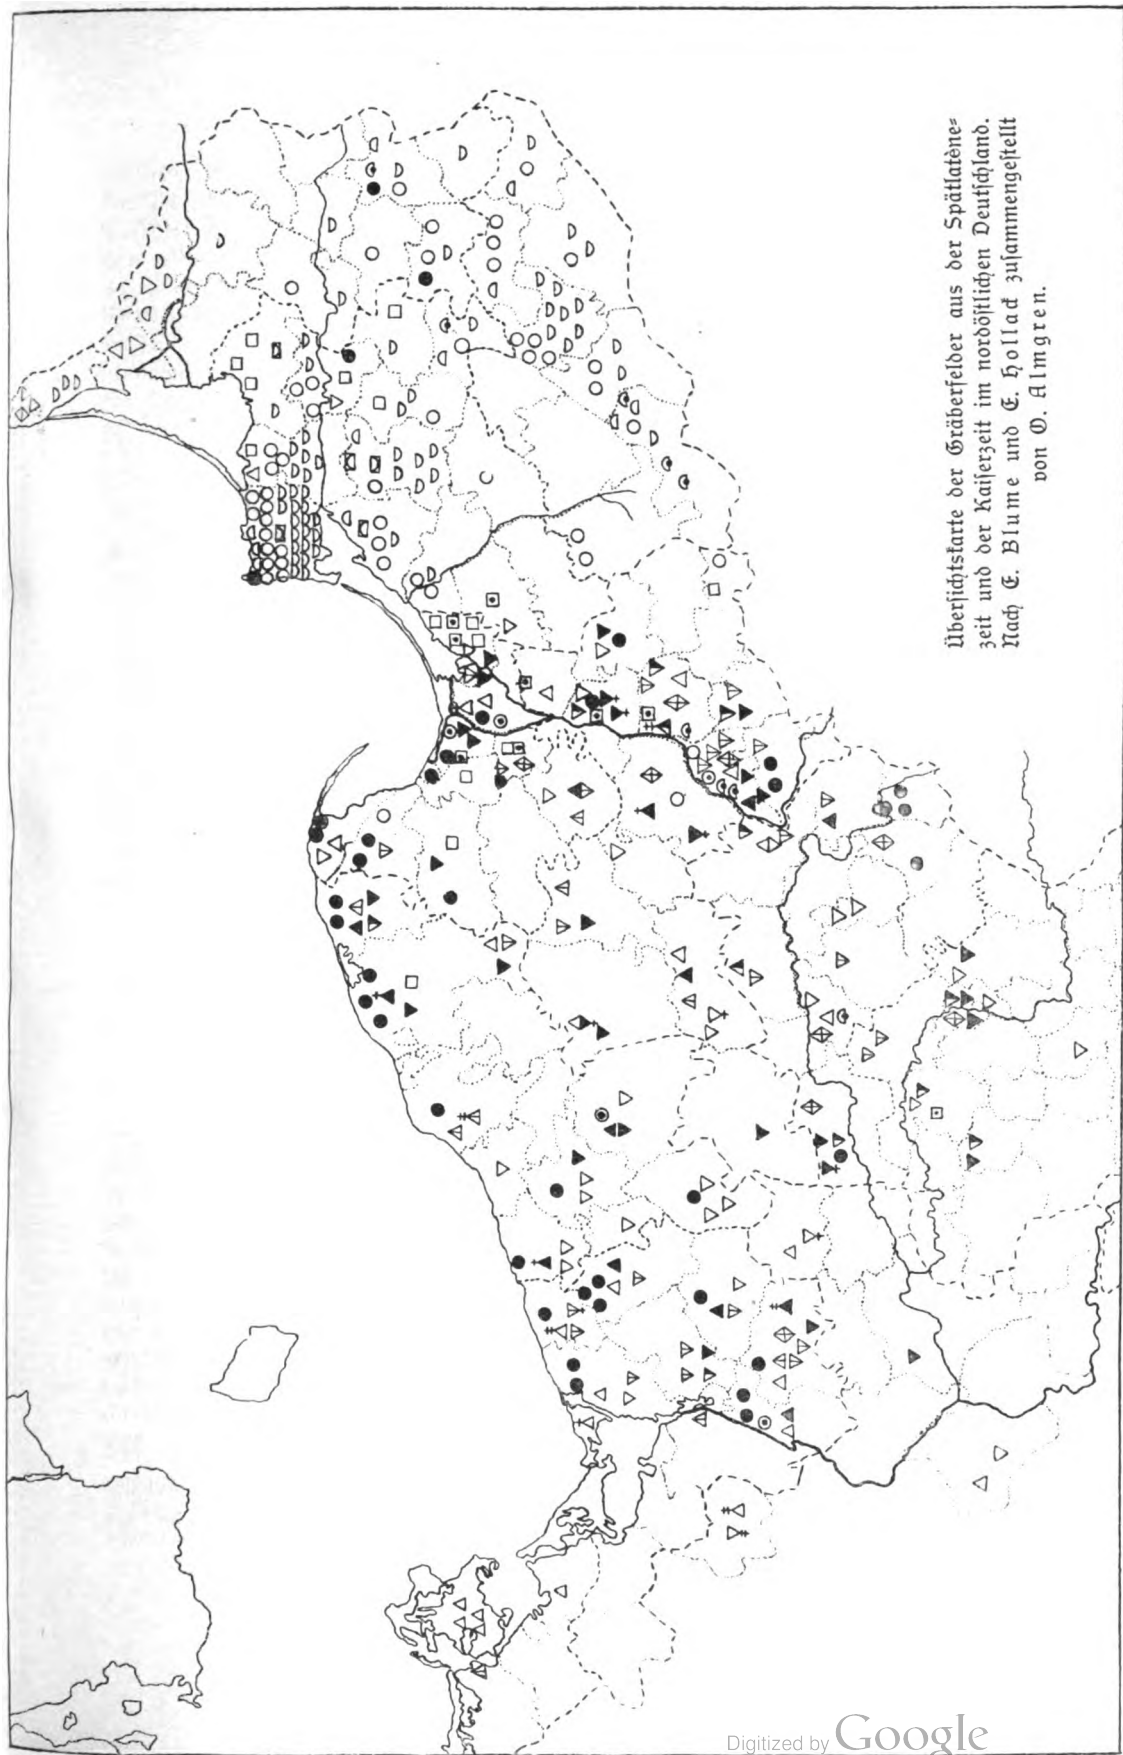 Überſichtskarte der Gräberfelder aus der Spätlatène-
zeit und der Kaiſerzeit im nordöſtlichen Deutſchland.
Nach E. Blume und E. Hollack zuſammengeſtellt
von O. Almgren.
Digitized by Google